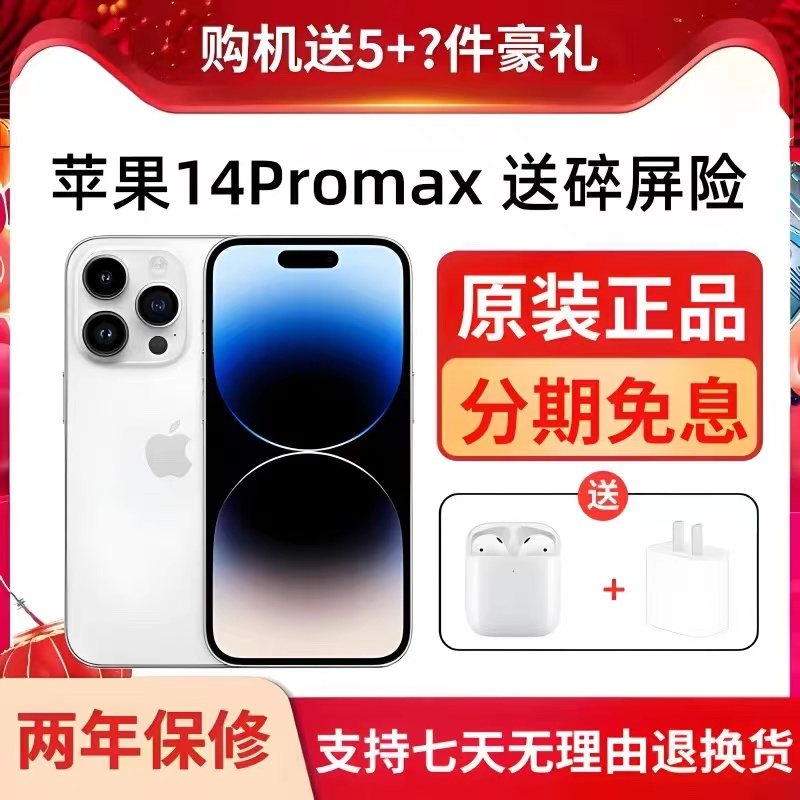 购机送5+?件豪礼
苹果14Promax 送碎屏险
原装正品
分期免息
送
+
两年保修
支持七天无理由退换货